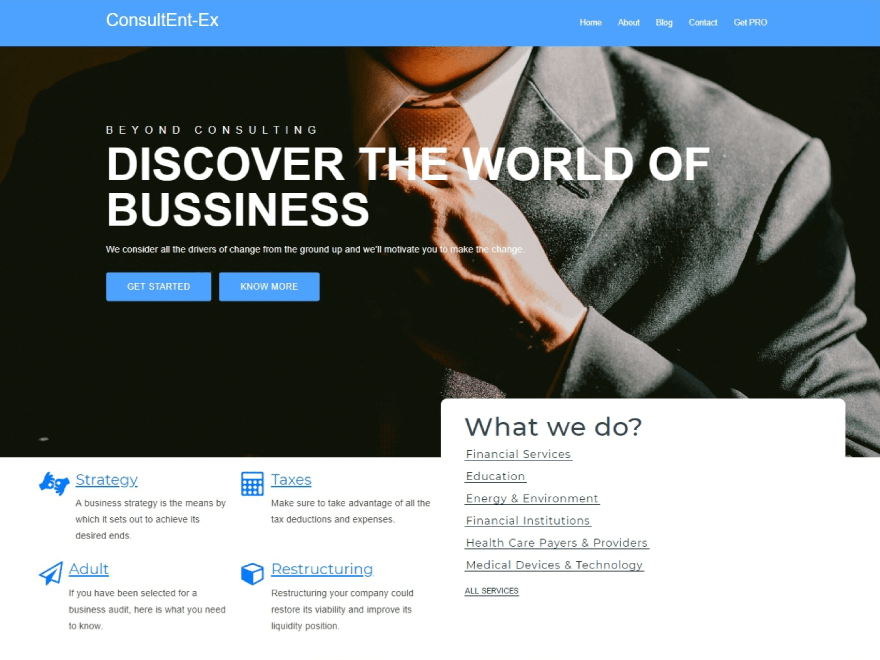 ConsultEnt-Ex
Home About Blog Contact Get PRO
BEYOND CONSULTING
DISCOVER THE WORLD OF
BUSSINESS
We consider all the drivers of change from the ground up and we'll motivate you to make the change.
GET STARTED KNOW MORE
What we do?
Financial Services
Education
Energy & Environment
Financial Institutions
Health Care Payers & Providers
Medical Devices & Technology
ALL SERVICES
Strategy
A business strategy is the means by
which it sets out to achieve its
desired ends.
Taxes
Make sure to take advantage of all the
tax deductions and expenses.
Adult
If you have been selected for a
business audit, here is what you need
to know.
Restructuring
Restructuring your company could
restore its viability and improve its
liquidity position.